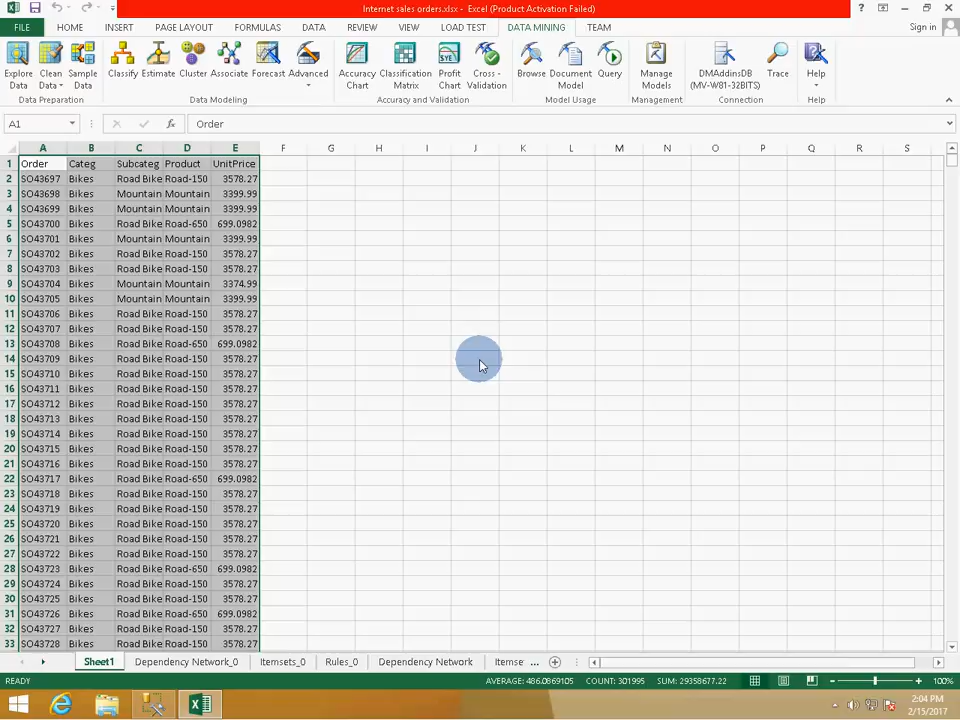 Internet sales orders.xlsx - Excel (Product Activation Failed)
FILE HOME INSERT PAGE LAYOUT FORMULAS DATA REVIEW VIEW LOAD TEST DATA MINING TEAM Sign in
Explore Data Clean Data Sample Data Classify Estimate Cluster Associate Forecast Advanced Accuracy Chart Classification Matrix Profit Chart Cross - Validation Browse Document Model Query Manage Models DMAddinsDB (MV-W81-32BITS) Trace Help
Data Preparation Data Modeling Accuracy and Validation Model Usage Management Connection Help
A1 fx Order
A B C D E F G H I J K L M N O P Q R S
1 Order Categ Subcateg Product UnitPrice
2 SO43697 Bikes Road Bike Road-150 3578.27
3 SO43698 Bikes Mountain Mountain 3399.99
4 SO43699 Bikes Mountain Mountain 3399.99
5 SO43700 Bikes Road Bike Road-650 699.0982
6 SO43701 Bikes Mountain Mountain 3399.99
7 SO43702 Bikes Road Bike Road-150 3578.27
8 SO43703 Bikes Road Bike Road-150 3578.27
9 SO43704 Bikes Mountain Mountain 3374.99
10 SO43705 Bikes Mountain Mountain 3399.99
11 SO43706 Bikes Road Bike Road-150 3578.27
12 SO43707 Bikes Road Bike Road-150 3578.27
13 SO43708 Bikes Road Bike Road-650 699.0982
14 SO43709 Bikes Road Bike Road-150 3578.27
15 SO43710 Bikes Road Bike Road-150 3578.27
16 SO43711 Bikes Road Bike Road-150 3578.27
17 SO43712 Bikes Road Bike Road-150 3578.27
18 SO43713 Bikes Road Bike Road-150 3578.27
19 SO43714 Bikes Road Bike Road-150 3578.27
20 SO43715 Bikes Road Bike Road-150 3578.27
21 SO43716 Bikes Road Bike Road-150 3578.27
22 SO43717 Bikes Road Bike Road-650 699.0982
23 SO43718 Bikes Road Bike Road-150 3578.27
24 SO43719 Bikes Road Bike Road-150 3578.27
25 SO43720 Bikes Road Bike Road-150 3578.27
26 SO43721 Bikes Road Bike Road-150 3578.27
27 SO43722 Bikes Road Bike Road-150 3578.27
28 SO43723 Bikes Road Bike Road-650 699.0982
29 SO43724 Bikes Road Bike Road-150 3578.27
30 SO43725 Bikes Road Bike Road-150 3578.27
31 SO43726 Bikes Road Bike Road-650 699.0982
32 SO43727 Bikes Road Bike Road-150 3578.27
33 SO43728 Bikes Road Bike Road-150 3578.27
Sheet1 Dependency Network_0 Itemsets_0 Rules_0 Dependency Network Itemse ...
READY AVERAGE: 486.0869105 COUNT: 301995 SUM: 29358677.22 100%
2:04 PM
2/15/2017